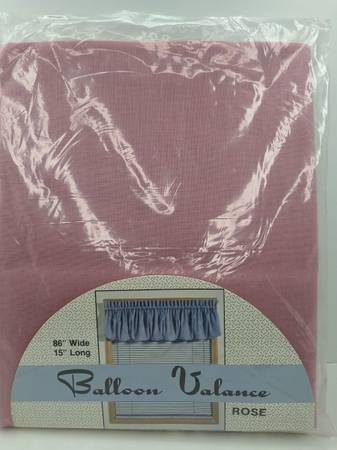 86" Wide
15" Long
Balloon Valance
ROSE